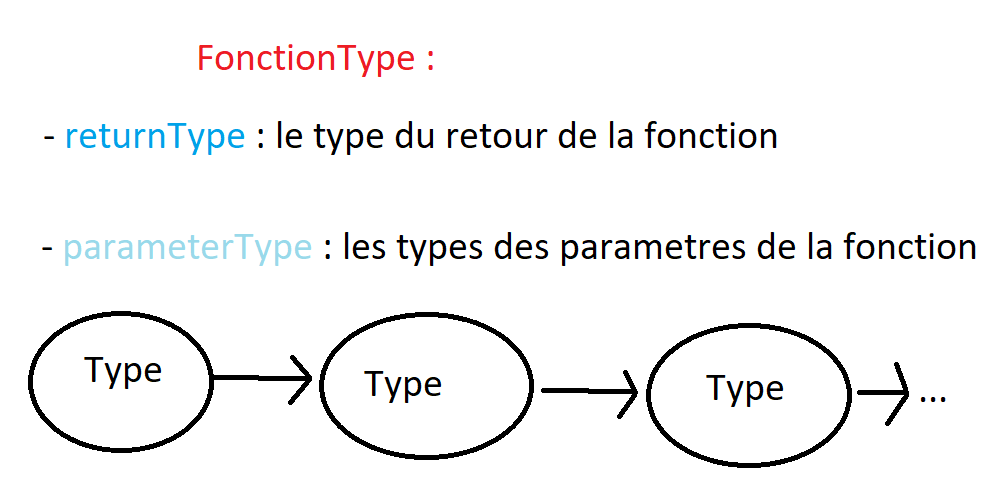 FonctionType :
- returnType : le type du retour de la fonction
- parameterType : les types des parametres de la fonction
Type Type Type ...